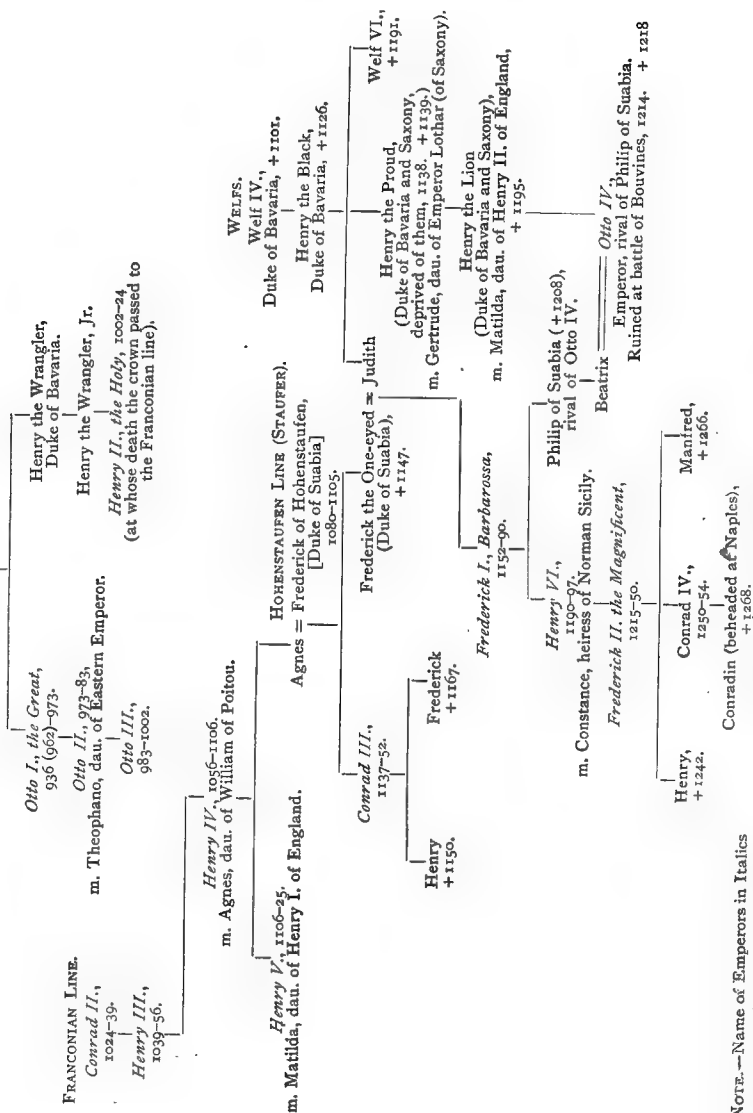 Otto I., the Great,
936 (962)–973.
Otto II., 973–83,
m. Theophano, dau. of Eastern Emperor.
Otto III.,
983–1002.
Henry the Wrangler,
Duke of Bavaria.
Henry the Wrangler, Jr.
Henry II., the Holy, 1002–24
(at whose death the crown passed to
the Franconian line).
FRANCONIAN LINE.
Conrad II.,
1024–39.
Henry III.,
1039–56.
Henry IV., 1056–1106.
m. Agnes, dau. of William of Poitou.
Henry V., 1106–25.
m. Matilda, dau. of Henry I. of England.
HOHENSTAUFEN LINE (STAUFER).
Agnes = Frederick of Hohenstaufen,
[Duke of Suabia]
1080–1105.
WELFS.
Welf IV.,
Duke of Bavaria, +1101.
Henry the Black,
Duke of Bavaria, +1126.
Conrad III.,
1137–52.
Frederick the One-eyed = Judith
(Duke of Suabia),
+1147.
Henry the Proud,
(Duke of Bavaria and Saxony,
deprived of them, 1138. +1139.)
m. Gertrude, dau. of Emperor Lothar (of Saxony).
Welf VI.,
+1191.
Henry
+1150.
Frederick
+1167.
Frederick I., Barbarossa,
1152–90.
Henry the Lion
(Duke of Bavaria and Saxony),
m. Matilda, dau. of Henry II. of England,
+ 1195.
Henry VI.,
1190–97.
m. Constance, heiress of Norman Sicily.
Philip of Suabia (+1208),
rival of Otto IV.
Frederick II. the Magnificent,
1215–50.
Beatrix = Otto IV.,
Emperor, rival of Philip of Suabia.
Ruined at battle of Bouvines, 1214. + 1218
Henry,
+1242.
Conrad IV.,
1250–54.
Manfred,
+1266.
Conradin (beheaded at Naples),
+1268.
NOTE.—Name of Emperors in Italics